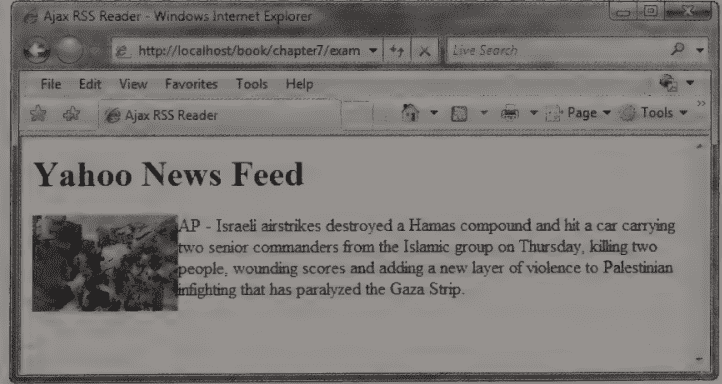 Ajax RSS Reader - Windows Internet Explorer
http://localhost/book/chapter7/exam
Live Search
File Edit View Favorites Tools Help
Ajax RSS Reader
Page Tools
Yahoo News Feed
AP - Israeli airstrikes destroyed a Hamas compound and hit a car carrying
two senior commanders from the Islamic group on Thursday, killing two
people, wounding scores and adding a new layer of violence to Palestinian
infighting that has paralyzed the Gaza Strip.